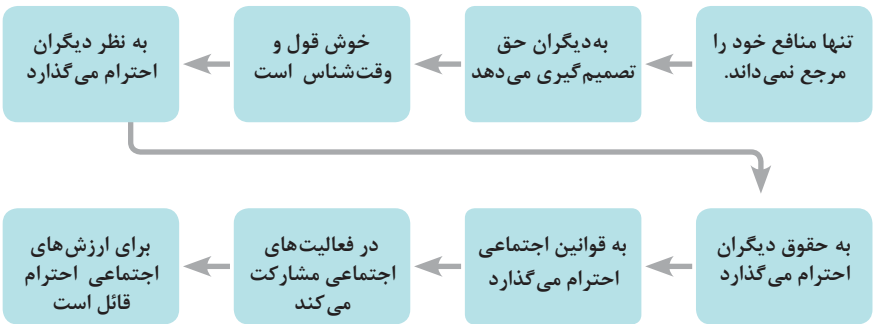 تنها منافع خود را
مرجع نمی‌داند.
به‌دیگران حق
تصمیم‌گیری می‌دهد
خوش قول و
وقت‌شناس است
به نظر دیگران
احترام می‌گذارد
به حقوق دیگران
احترام می‌گذارد
به قوانین اجتماعی
احترام می‌گذارد
در فعالیت‌های
اجتماعی مشارکت
می‌کند
برای ارزش‌های
اجتماعی احترام
قائل است